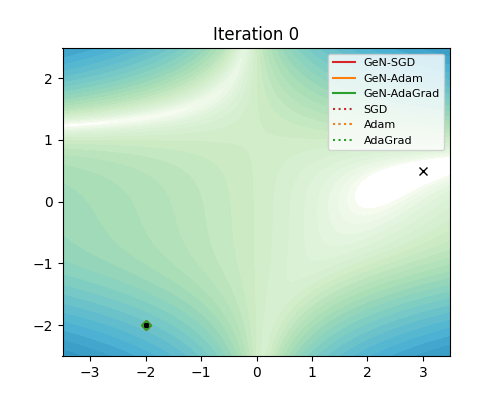 Iteration 0
GeN-SGD
GeN-Adam
GeN-AdaGrad
SGD
Adam
AdaGrad
2
1
0
−1
−2
−3
−2
−1
0
1
2
3